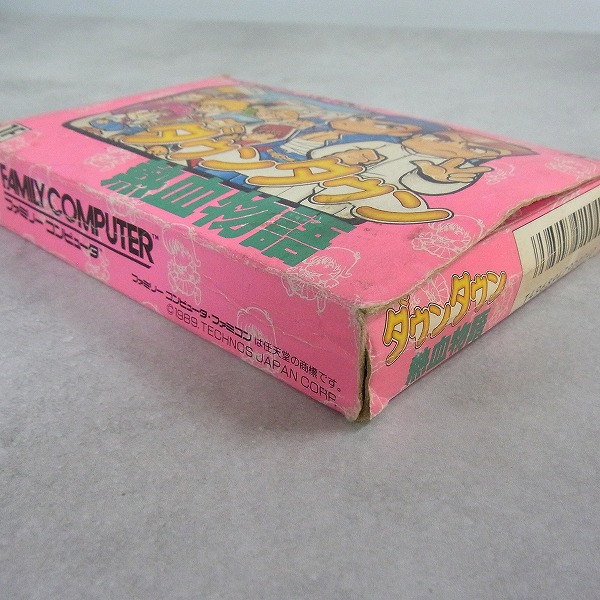 ダウンタウン
熱血物語
FAMILY COMPUTER™
ファミリー コンピュータ
ファミリー コンピュータ・ファミコン は任天堂の商標です。
©1989 TECHNOS JAPAN CORP.
ダウンタウン
熱血物語